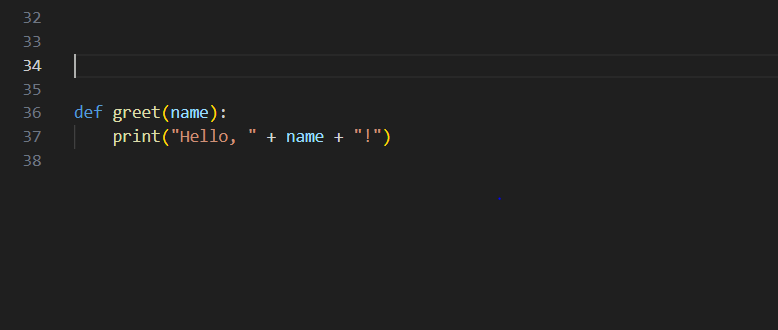 32
33
34
35
36 def greet(name):
37     print("Hello, " + name + "!")
38